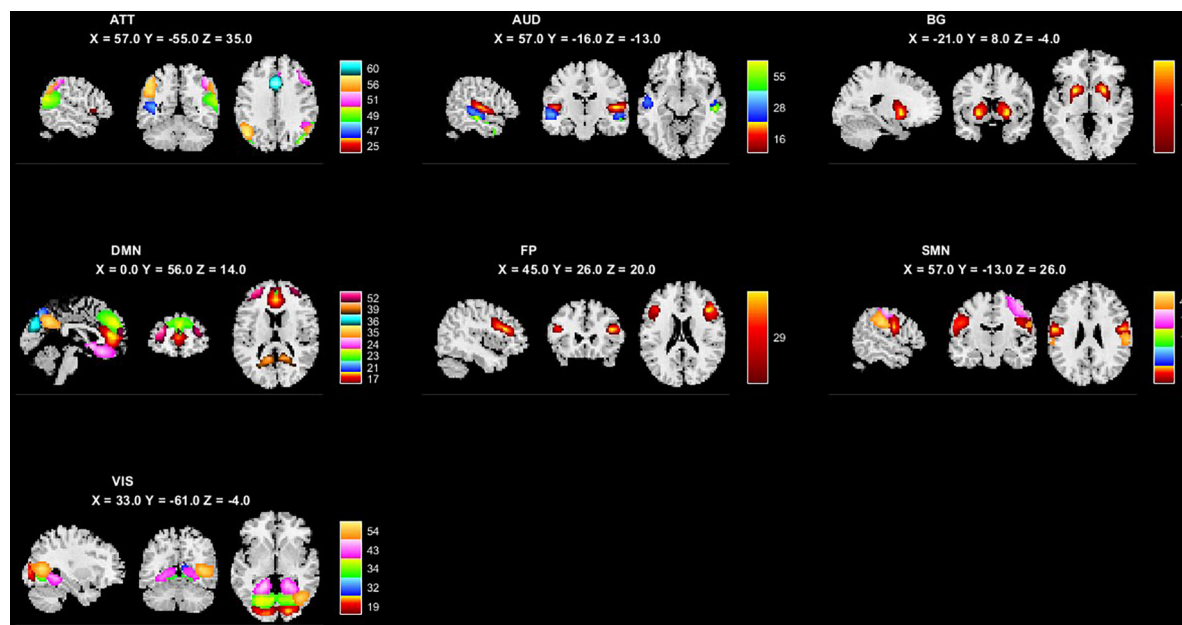 ATT
X = 57.0 Y = -55.0 Z = 35.0
60
56
51
49
47
25
AUD
X = 57.0 Y = -16.0 Z = -13.0
55
28
16
BG
X = -21.0 Y = 8.0 Z = -4.0
DMN
X = 0.0 Y = 56.0 Z = 14.0
52
39
36
35
24
23
21
17
FP
X = 45.0 Y = 26.0 Z = 20.0
29
SMN
X = 57.0 Y = -13.0 Z = 26.0
VIS
X = 33.0 Y = -61.0 Z = -4.0
54
43
34
32
19